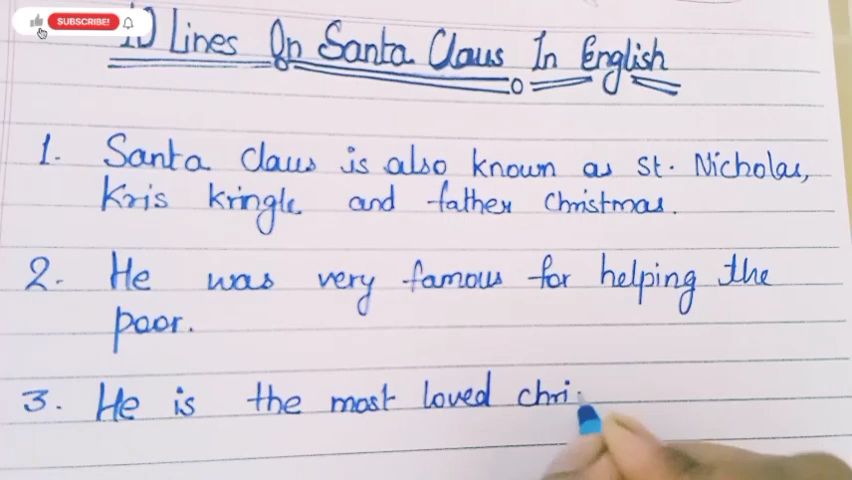 SUBSCRIBE!
10 Lines On Santa Claus In English
1. Santa Claus is also known as St. Nicholas,
Kris Kringle and father Christmas.
2. He was very famous for helping the
poor.
3. He is the most loved chri